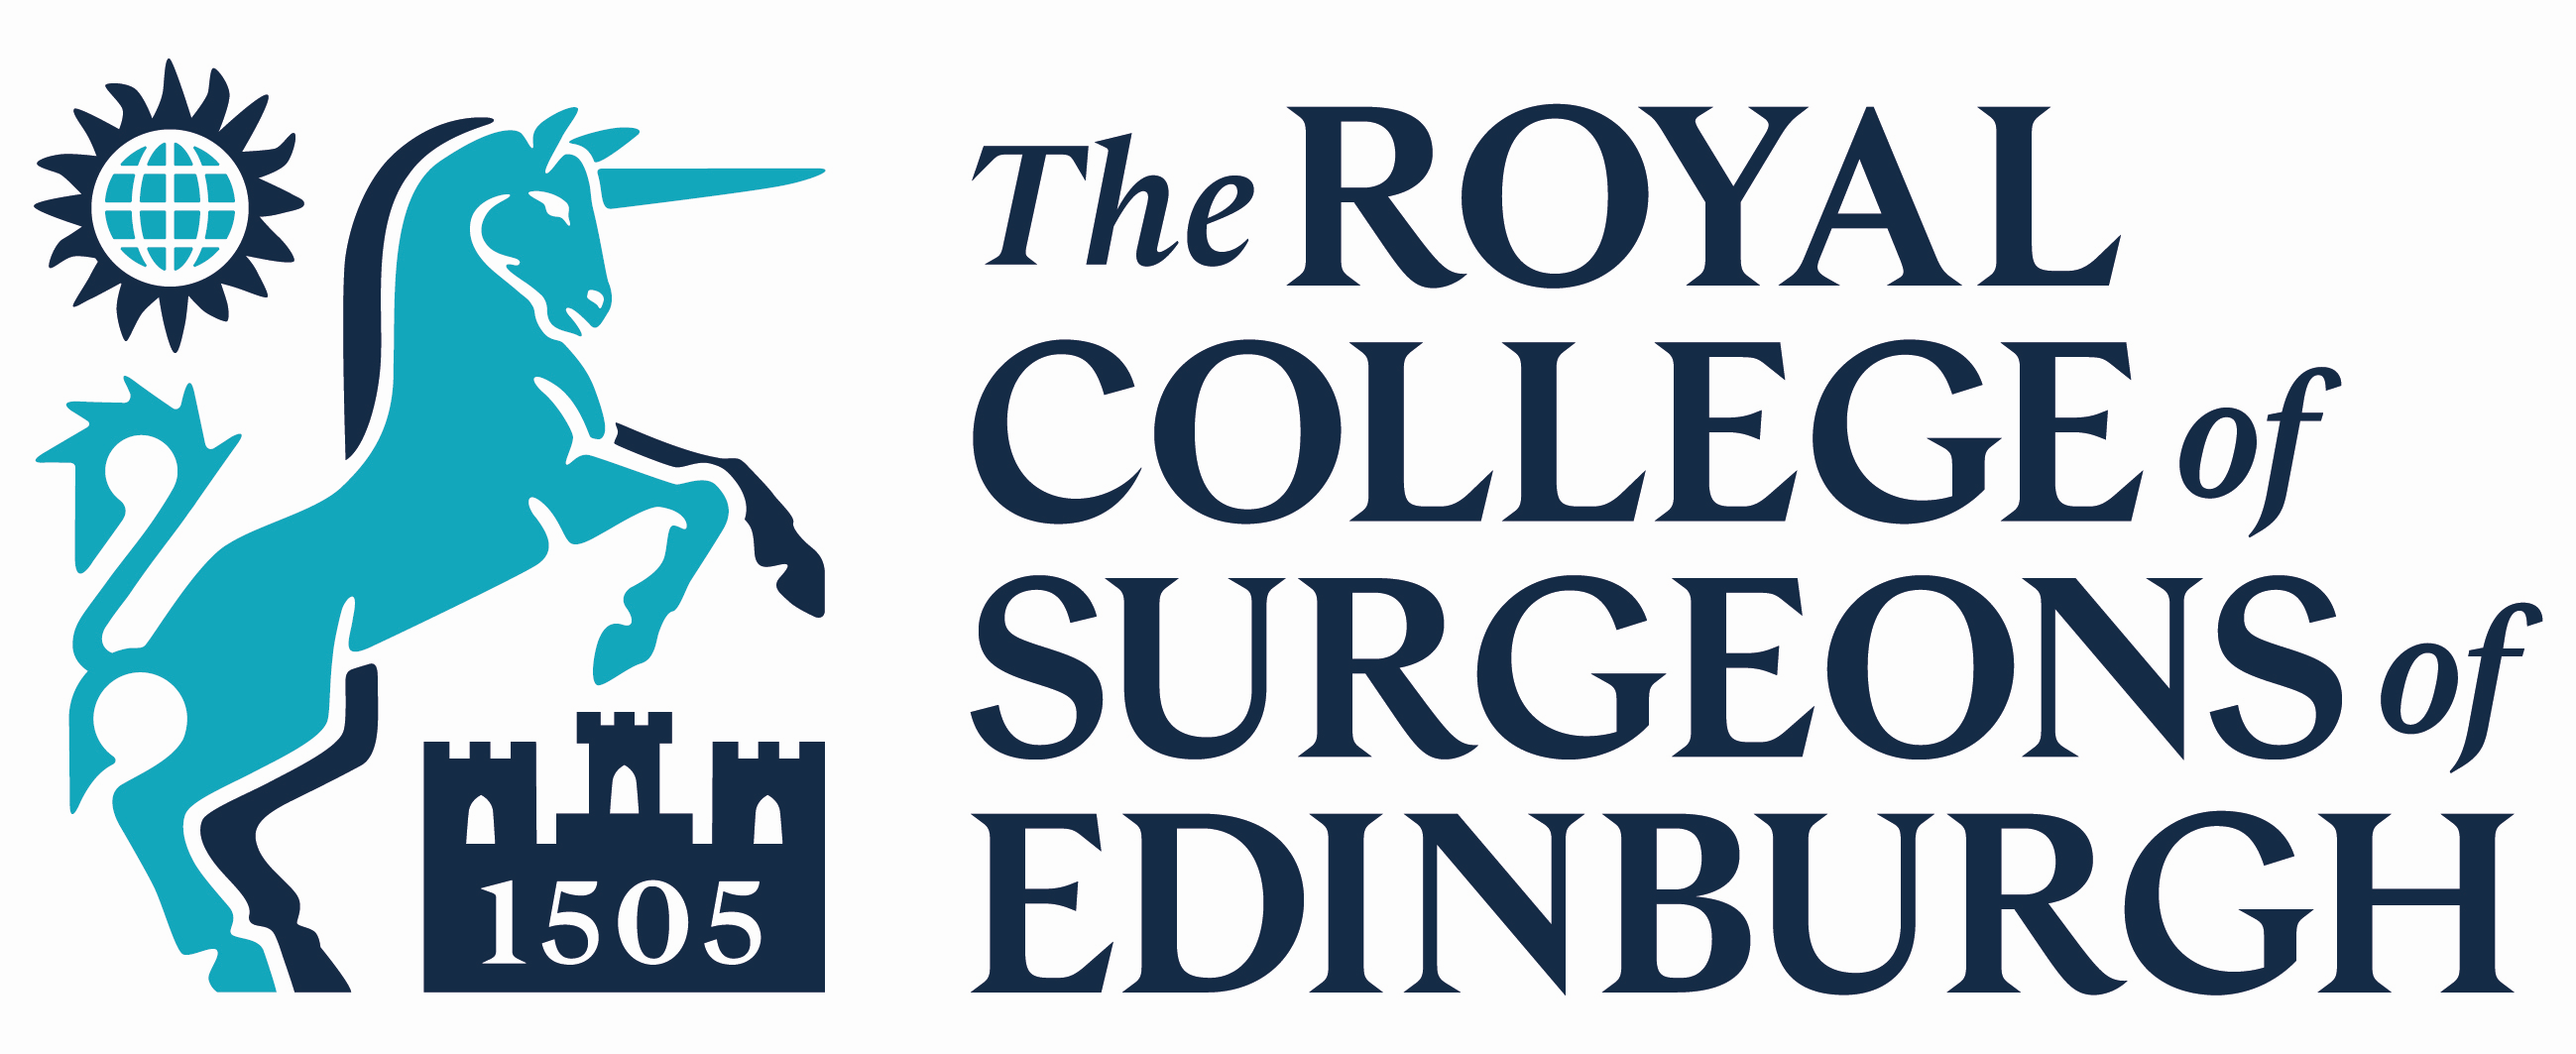 The ROYAL
COLLEGE of
SURGEONS of
EDINBURGH
1505